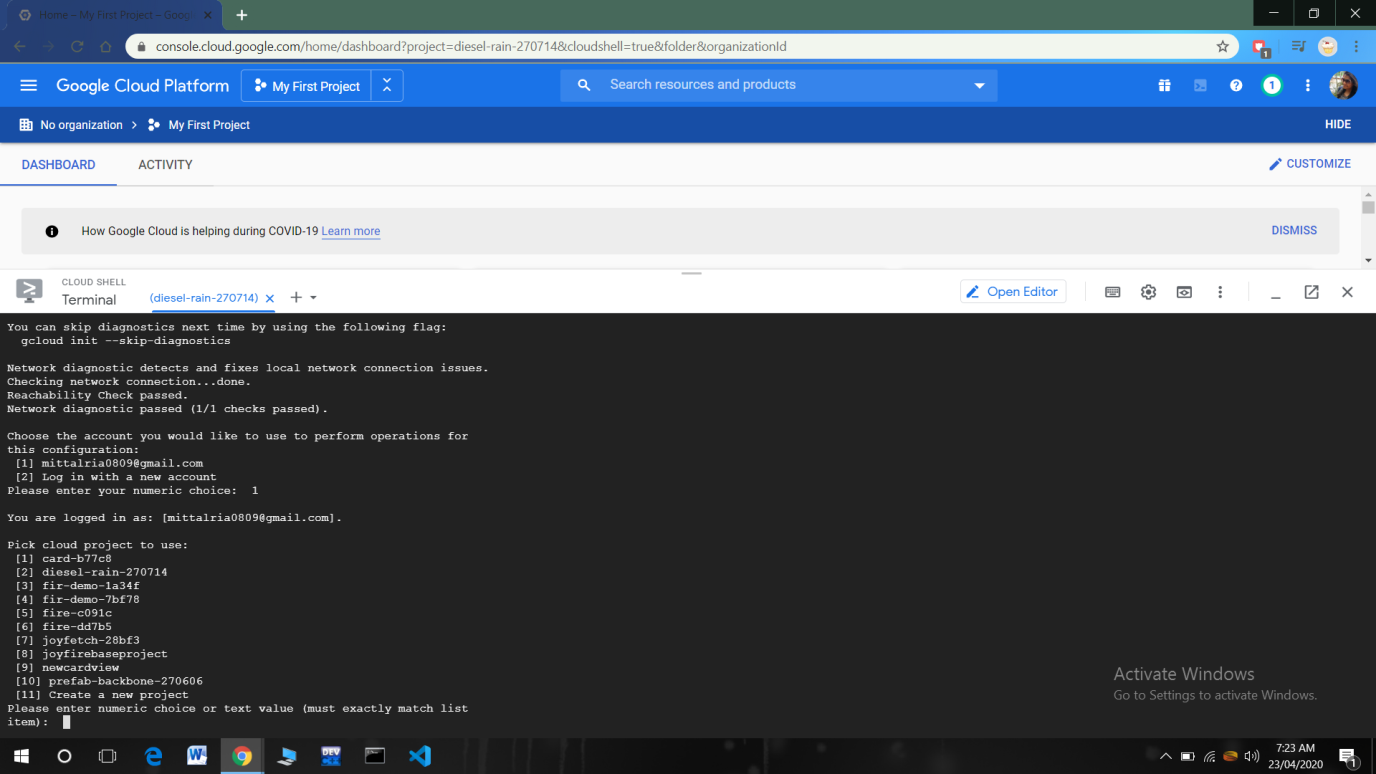 Home – My First Project – Goog
console.cloud.google.com/home/dashboard?project=diesel-rain-270714&cloudshell=true&folder&organizationId
1
Google Cloud Platform
My First Project
Search resources and products
1
No organization
My First Project
HIDE
DASHBOARD
ACTIVITY
CUSTOMIZE
How Google Cloud is helping during COVID-19 Learn more
DISMISS
CLOUD SHELL
Terminal
(diesel-rain-270714)
Open Editor
You can skip diagnostics next time by using the following flag:
gcloud init --skip-diagnostics
Network diagnostic detects and fixes local network connection issues.
Checking network connection...done.
Reachability Check passed.
Network diagnostic passed (1/1 checks passed).
Choose the account you would like to use to perform operations for
this configuration:
[1] mittalria0809@gmail.com
[2] Log in with a new account
Please enter your numeric choice:  1
You are logged in as: [mittalria0809@gmail.com].
Pick cloud project to use:
[1] card-b77c8
[2] diesel-rain-270714
[3] fir-demo-1a34f
[4] fir-demo-7bf78
[5] fire-c091c
[6] fire-dd7b5
[7] joyfetch-28bf3
[8] joyfirebaseproject
[9] newcardview
[10] prefab-backbone-270606
[11] Create a new project
Please enter numeric choice or text value (must exactly match list
item):
Activate Windows
Go to Settings to activate Windows.
DEV
7:23 AM
23/04/2020
1